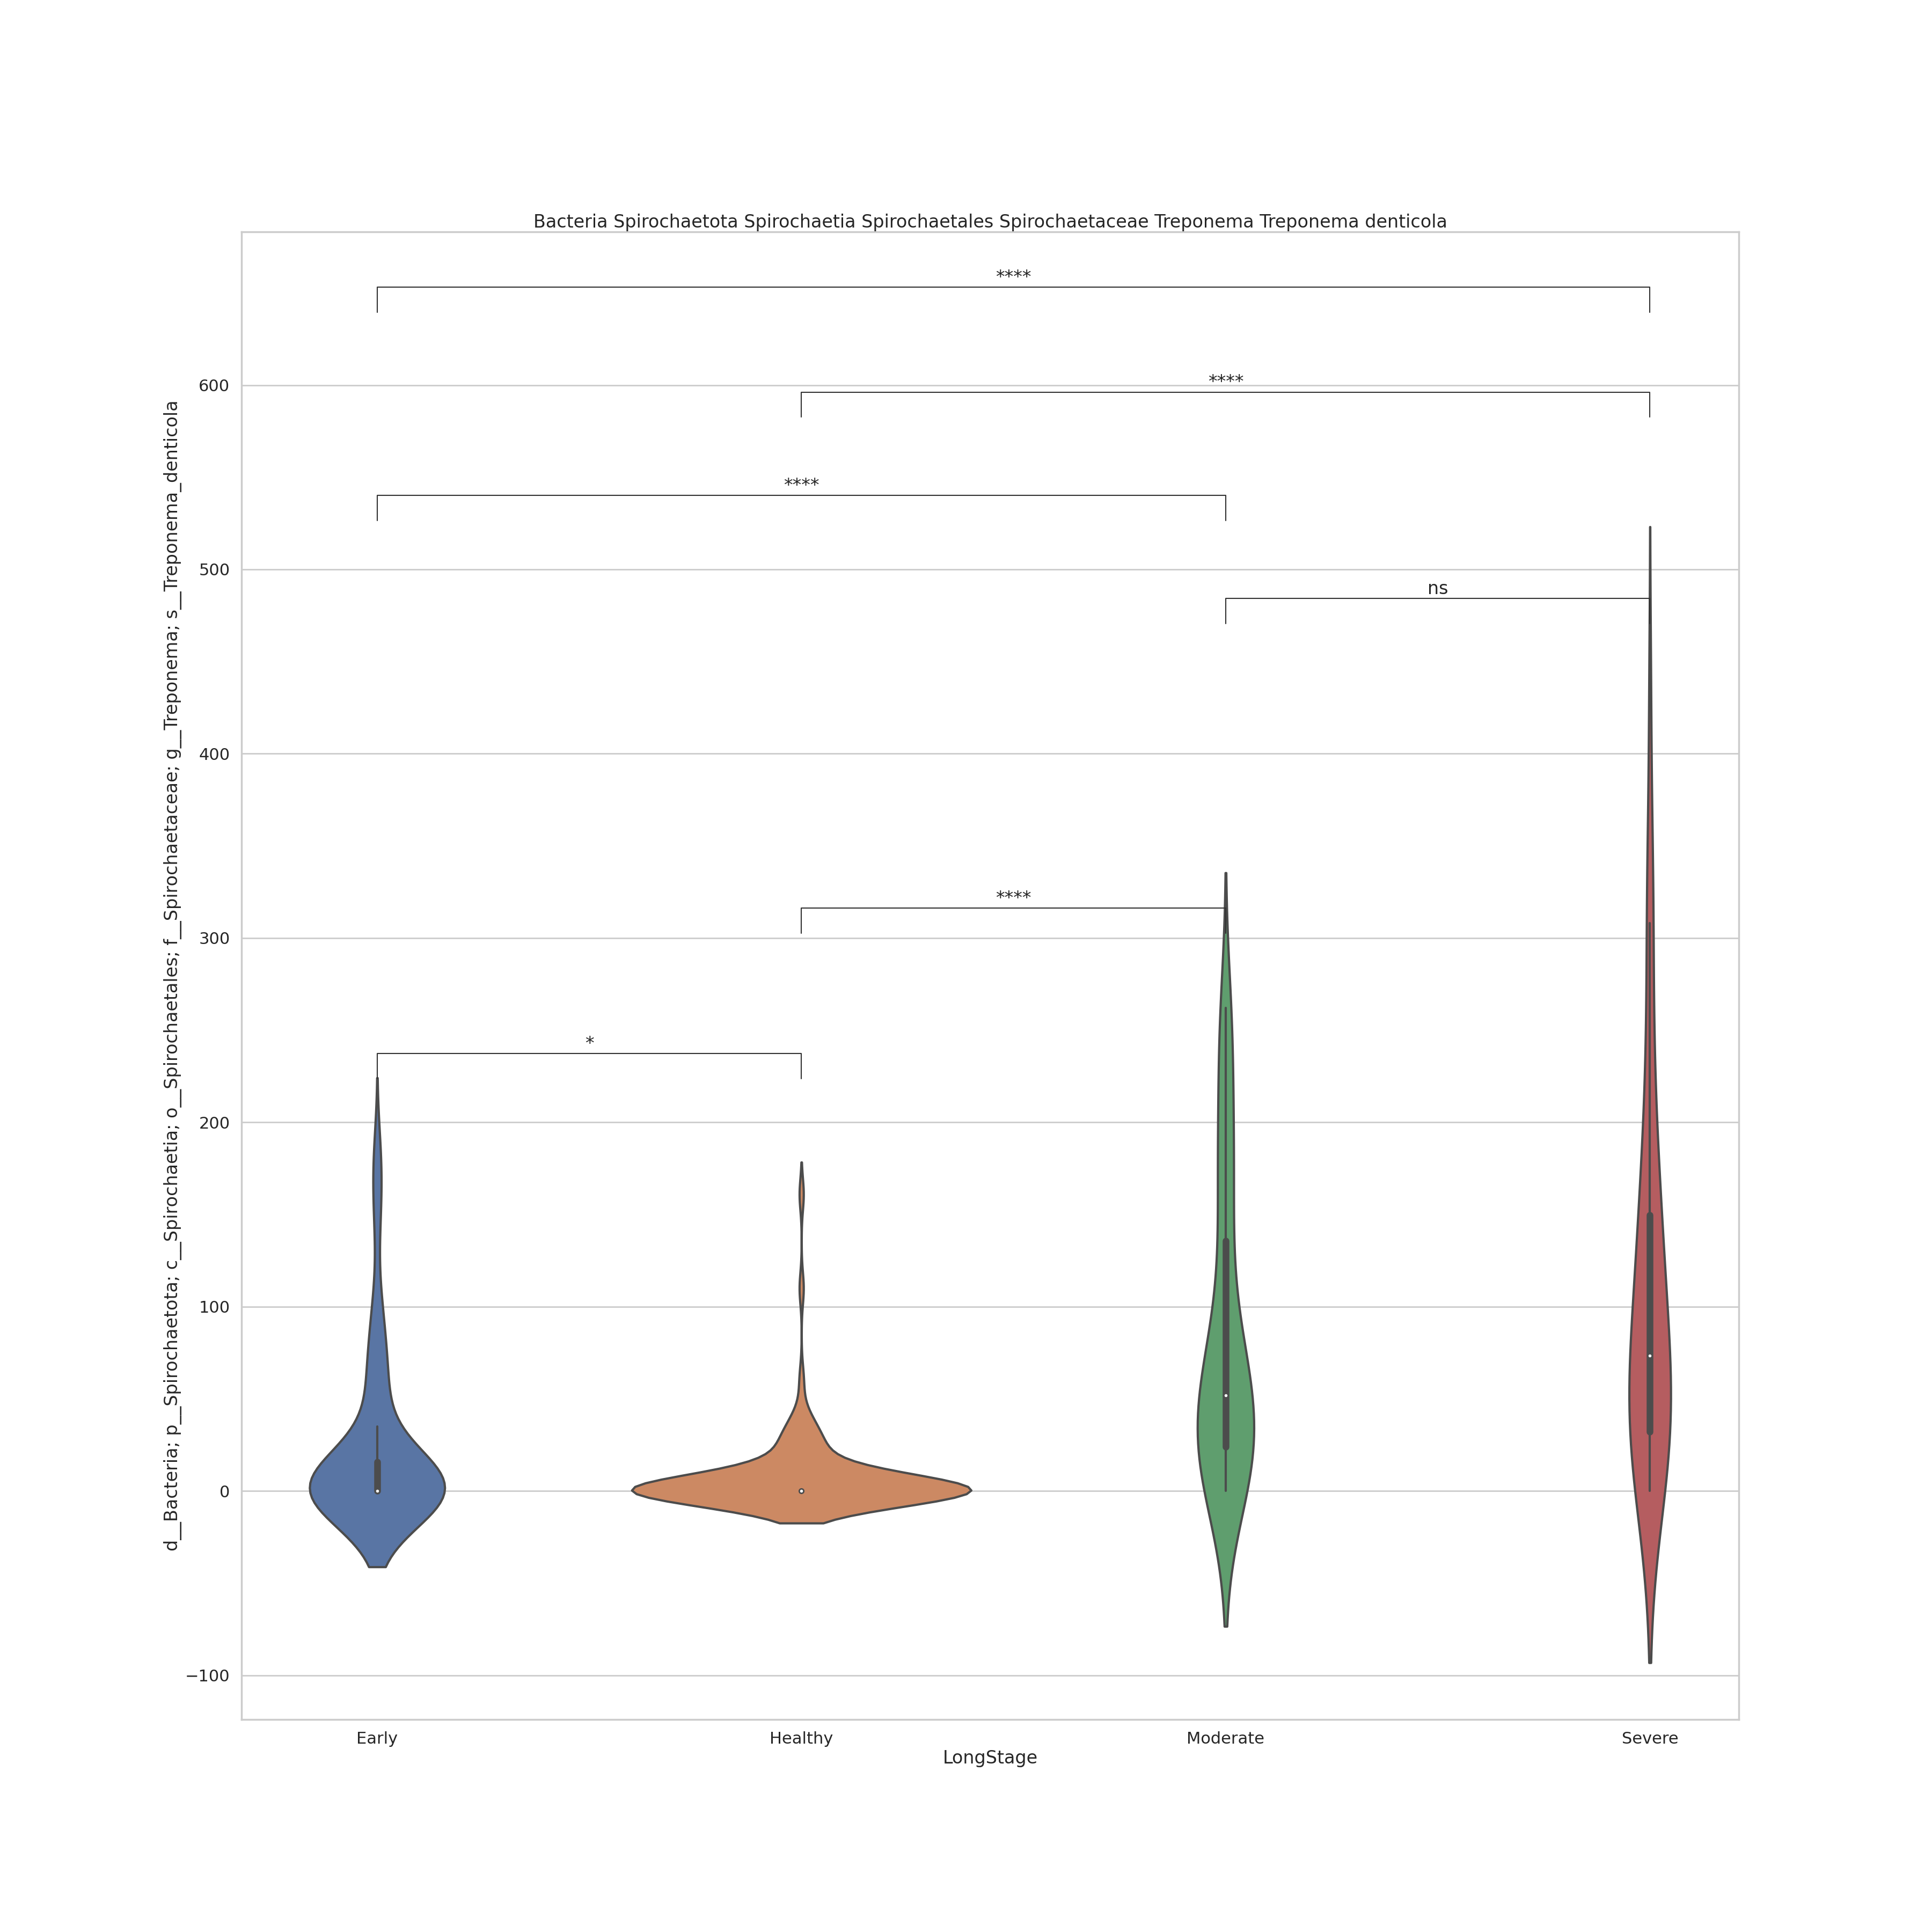 Bacteria Spirochaetota Spirochaetia Spirochaetales Spirochaetaceae Treponema Treponema denticola
d__Bacteria; p__Spirochaetota; c__Spirochaetia; o__Spirochaetales; f__Spirochaetaceae; g__Treponema; s__Treponema_denticola
****
****
****
ns
****
*
600
500
400
300
200
100
0
−100
Early Healthy Moderate Severe
LongStage